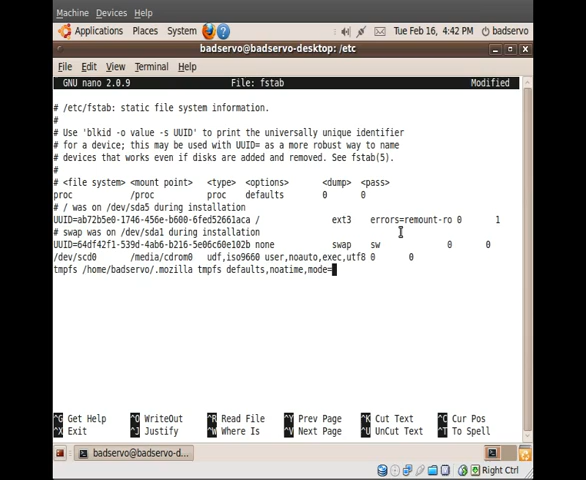 Machine Devices Help
Applications Places System Tue Feb 16, 4:42 PM badservo
badservo@badservo-desktop: /etc
File Edit View Terminal Help
GNU nano 2.0.9 File: fstab Modified
# /etc/fstab: static file system information.
#
# Use 'blkid -o value -s UUID' to print the universally unique identifier
# for a device; this may be used with UUID= as a more robust way to name
# devices that works even if disks are added and removed. See fstab(5).
#
# <file system> <mount point> <type> <options> <dump> <pass>
proc /proc proc defaults 0 0
# / was on /dev/sda5 during installation
UUID=ab72b5e0-1746-456e-b600-6fed52661aca / ext3 errors=remount-ro 0 1
# swap was on /dev/sda1 during installation
UUID=64df42f1-539d-4ab6-b216-5e06c60e102b none swap sw 0 0
/dev/scd0 /media/cdrom0 udf,iso9660 user,noauto,exec,utf8 0 0
tmpfs /home/badservo/.mozilla tmpfs defaults,noatime,mode=
^G Get Help ^O WriteOut ^R Read File ^Y Prev Page ^K Cut Text ^C Cur Pos
^X Exit ^J Justify ^W Where Is ^V Next Page ^U UnCut Text ^T To Spell
badservo@badservo-d...
Right Ctrl